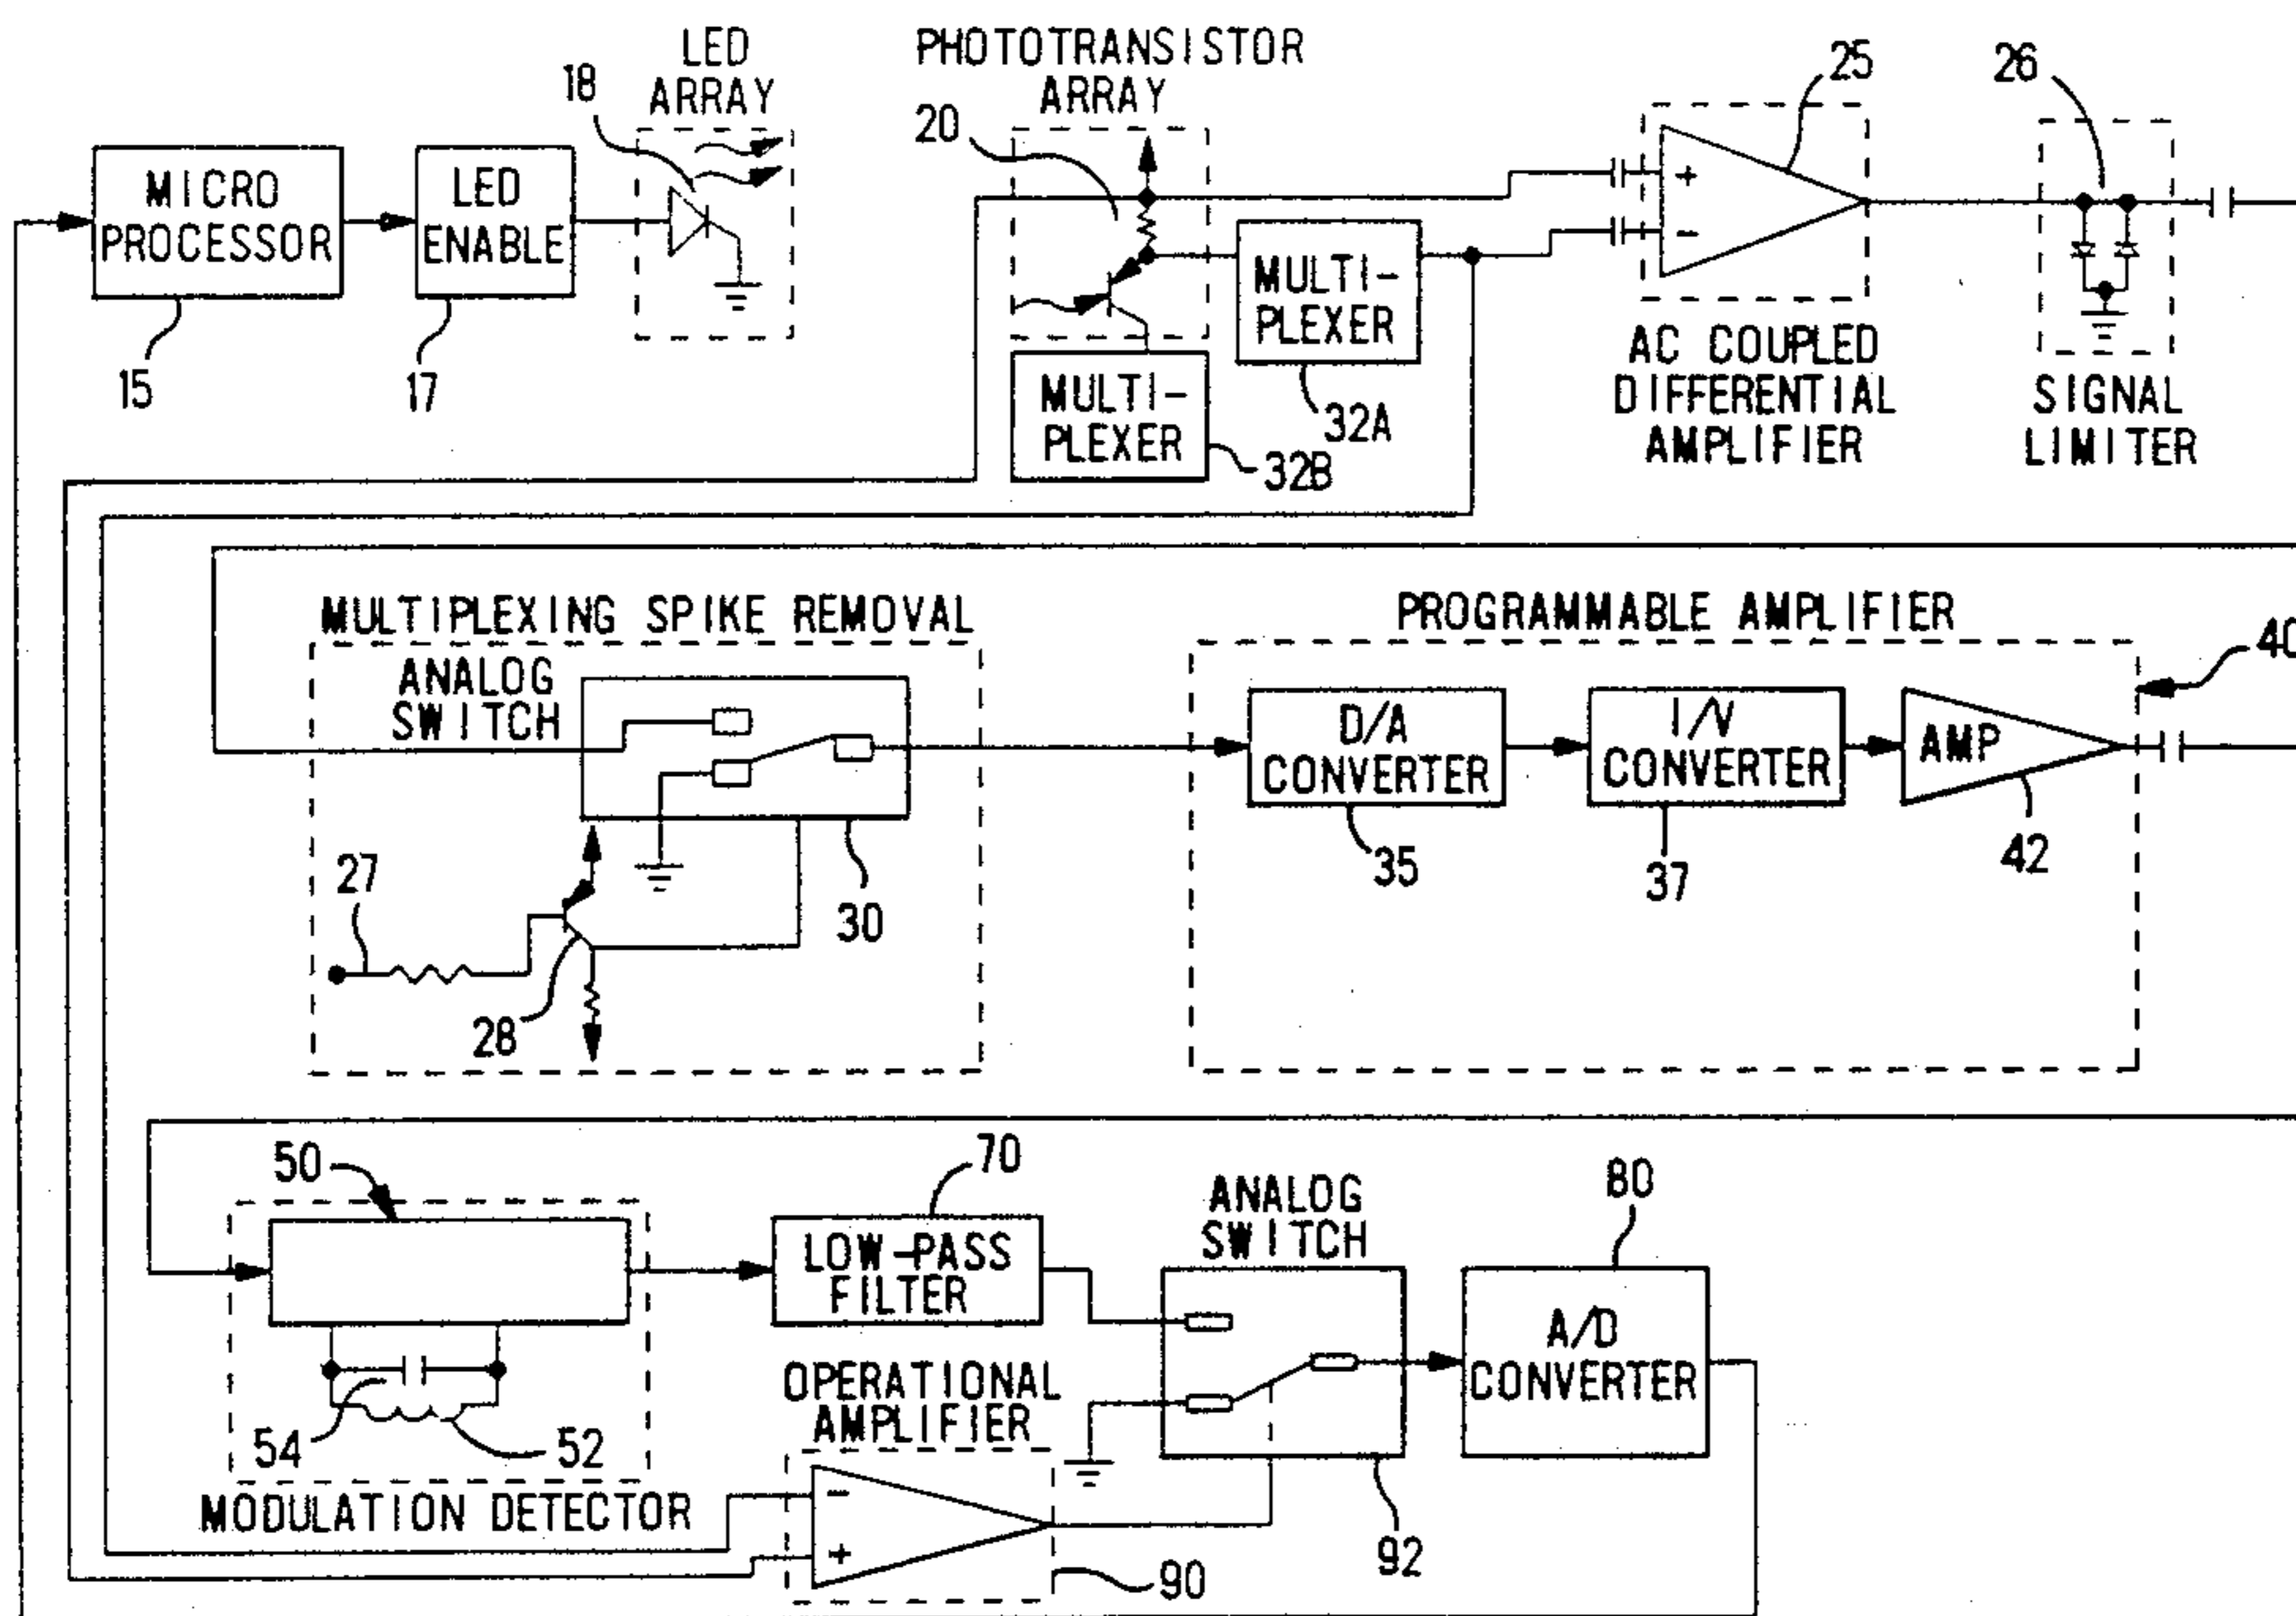 LED
ARRAY
18
PHOTOTRANSISTOR
ARRAY
20
25
26
MICRO
PROCESSOR
LED
ENABLE
+
-
MULTI-
PLEXER
MULTI-
PLEXER
15
17
32A
32B
AC COUPLED
DIFFERENTIAL
AMPLIFIER
SIGNAL
LIMITER
MULTIPLEXING SPIKE REMOVAL
ANALOG
SWITCH
27
28
30
PROGRAMMABLE AMPLIFIER
40
D/A
CONVERTER
I/V
CONVERTER
AMP
35
37
42
50
54
52
MODULATION DETECTOR
70
LOW-PASS
FILTER
OPERATIONAL
AMPLIFIER
-
+
90
ANALOG
SWITCH
92
80
A/D
CONVERTER